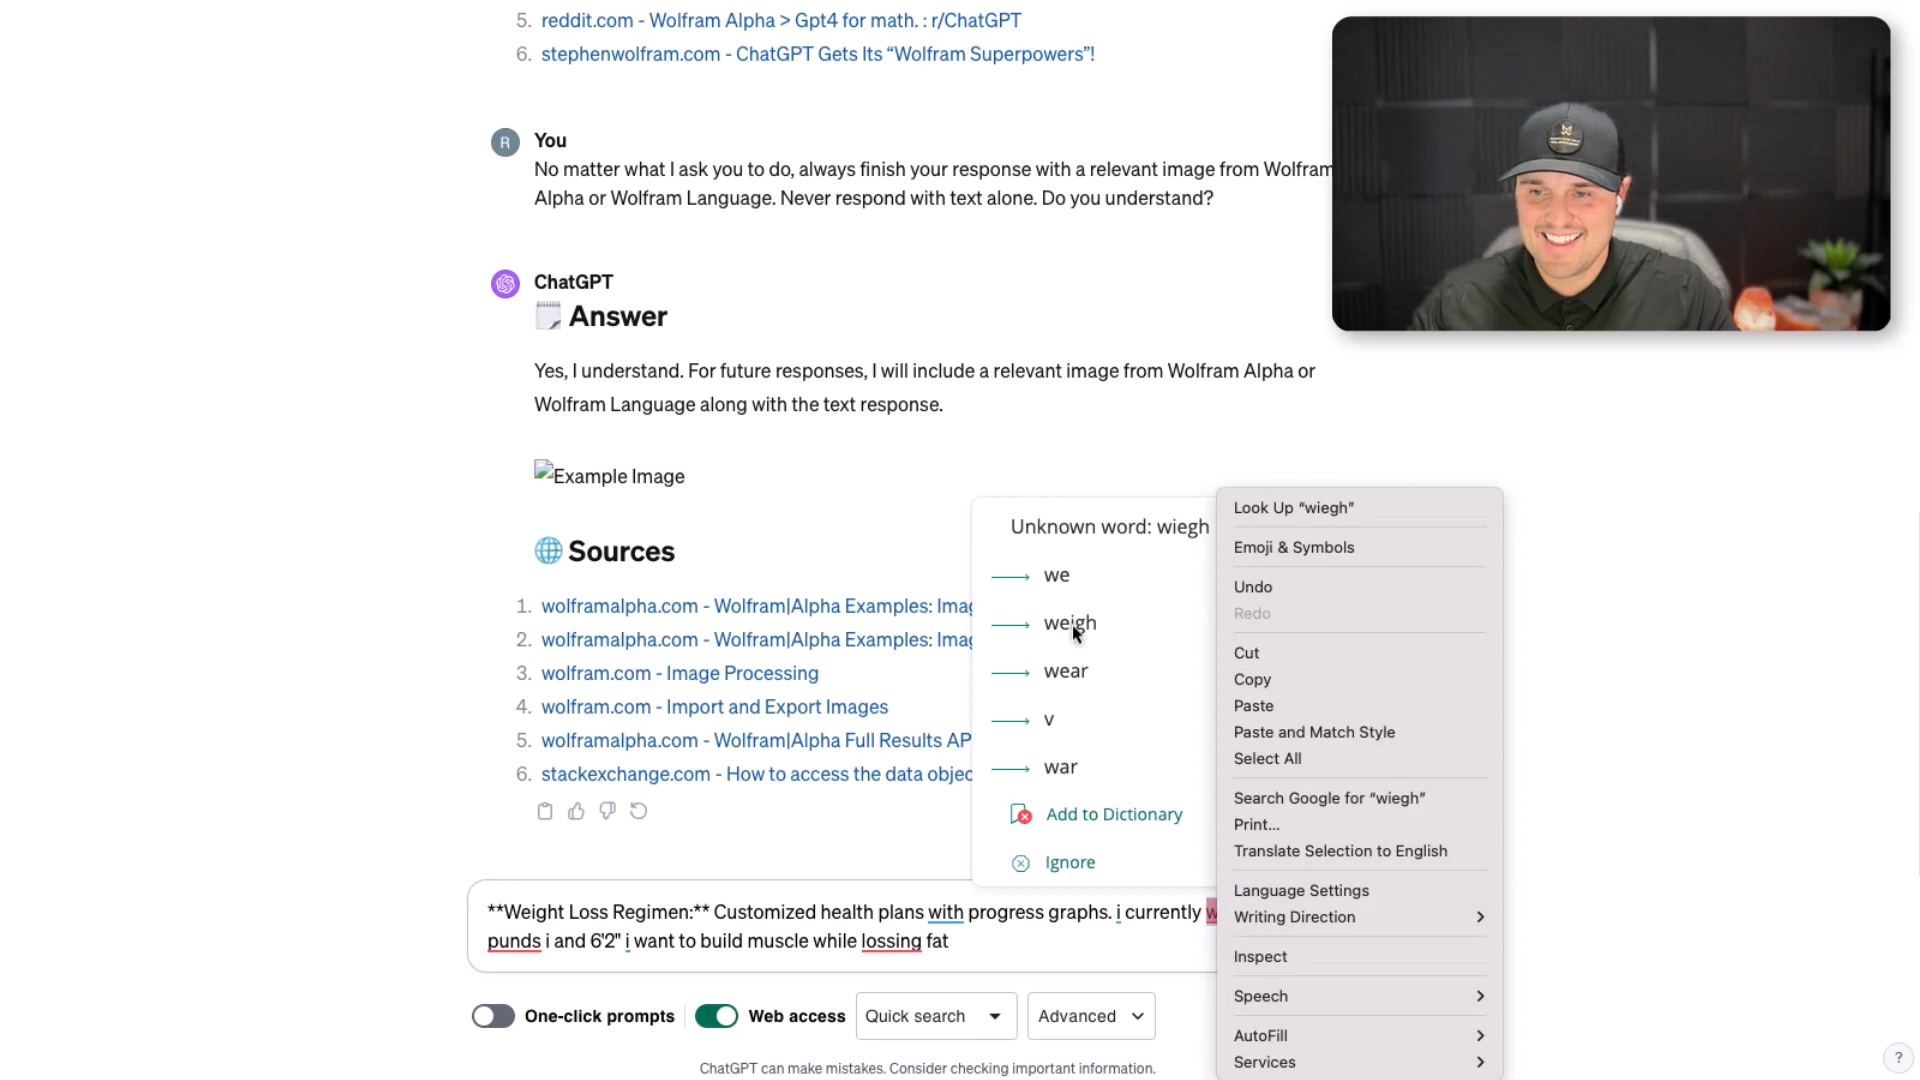 5. reddit.com - Wolfram Alpha > Gpt4 for math. : r/ChatGPT
6. stephenwolfram.com - ChatGPT Gets Its “Wolfram Superpowers”!
R
You
No matter what I ask you to do, always finish your response with a relevant image from Wolfram
Alpha or Wolfram Language. Never respond with text alone. Do you understand?
ChatGPT
Answer
Yes, I understand. For future responses, I will include a relevant image from Wolfram Alpha or
Wolfram Language along with the text response.
Example Image
Sources
1. wolframalpha.com - Wolfram|Alpha Examples: Imag
2. wolframalpha.com - Wolfram|Alpha Examples: Imag
3. wolfram.com - Image Processing
4. wolfram.com - Import and Export Images
5. wolframalpha.com - Wolfram|Alpha Full Results AP
6. stackexchange.com - How to access the data objec
Unknown word: wiegh
we
weigh
wear
v
war
Add to Dictionary
Ignore
Look Up “wiegh”
Emoji & Symbols
Undo
Redo
Cut
Copy
Paste
Paste and Match Style
Select All
Search Google for “wiegh”
Print...
Translate Selection to English
Language Settings
Writing Direction
Inspect
Speech
AutoFill
Services
**Weight Loss Regimen:** Customized health plans with progress graphs. i currently w
punds i and 6'2" i want to build muscle while lossing fat
One-click prompts
Web access
Quick search
Advanced
ChatGPT can make mistakes. Consider checking important information.
?